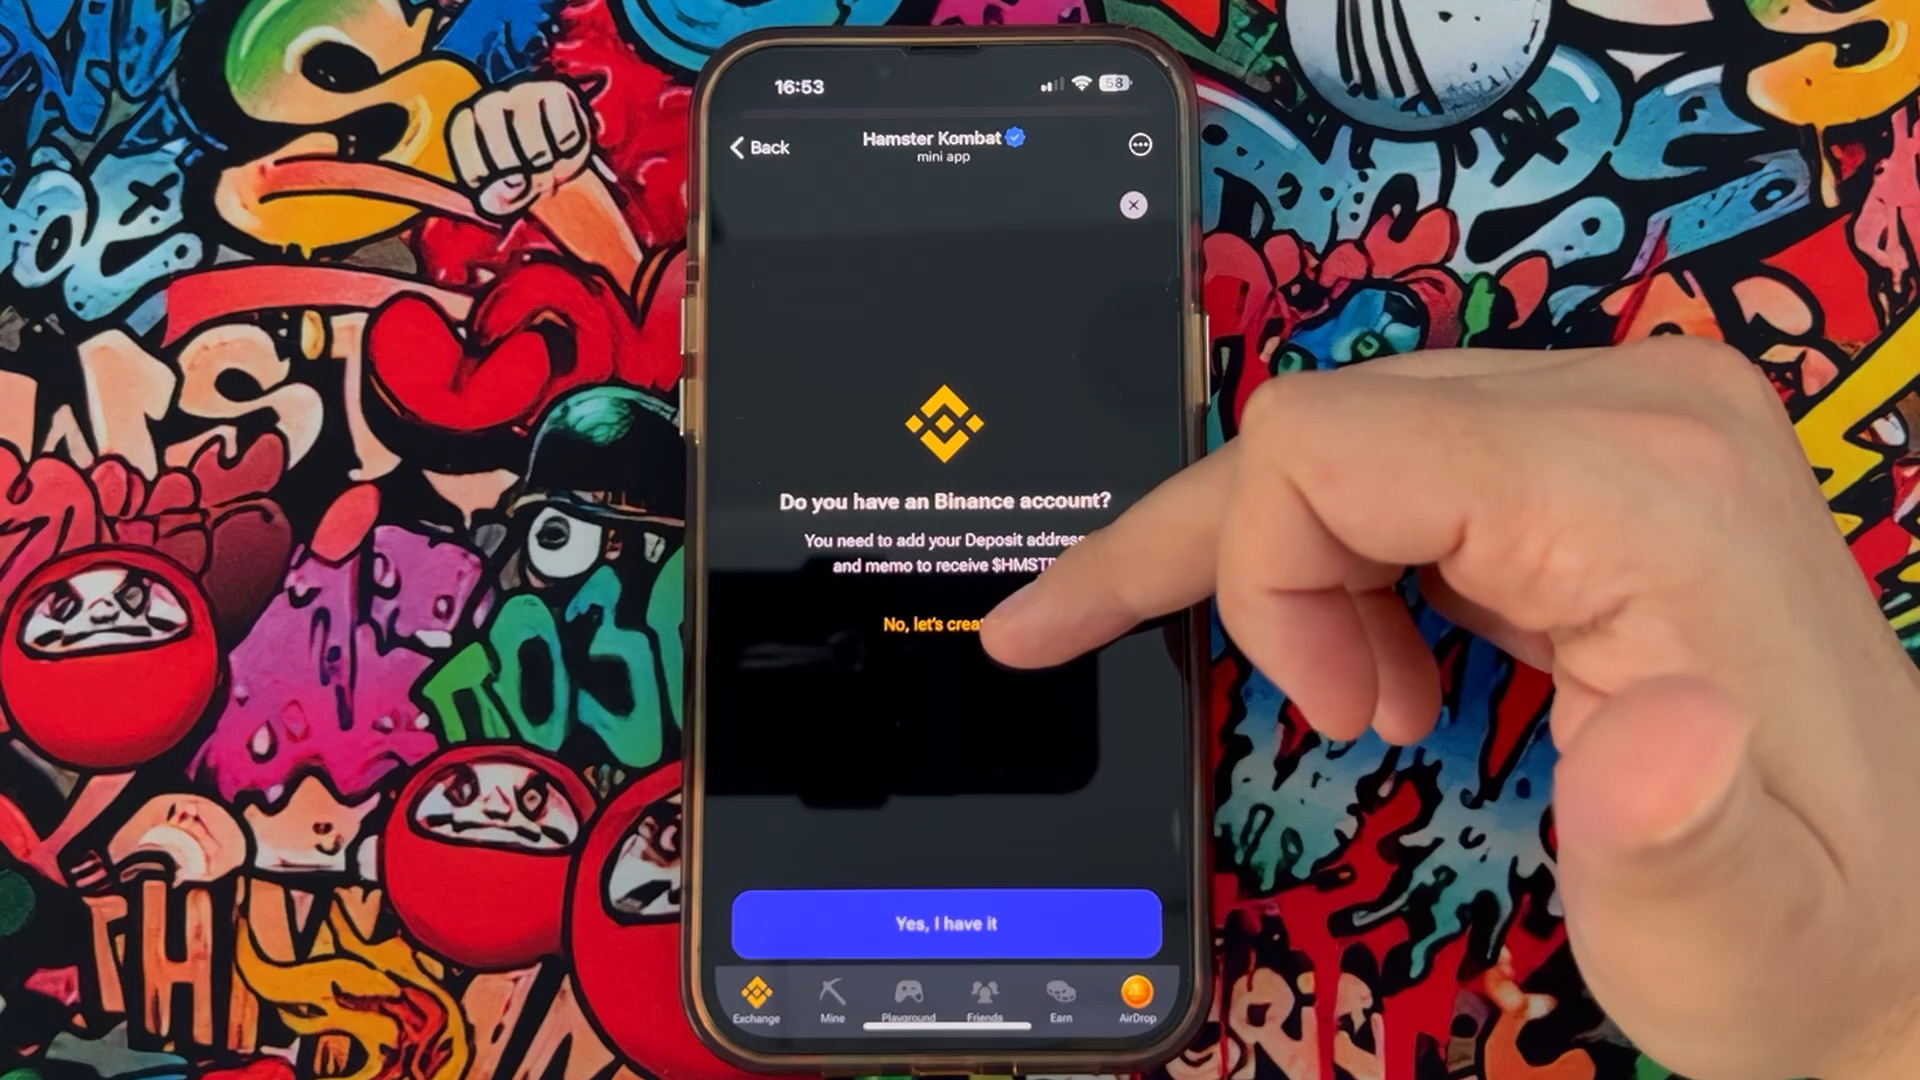 16:53
58
Back
Hamster Kombat
mini app
Do you have an Binance account?
You need to add your Deposit address
and memo to receive $HMST
No, let's crea
Yes, I have it
Exchange
Mine
Playground
Friends
Earn
AirDrop